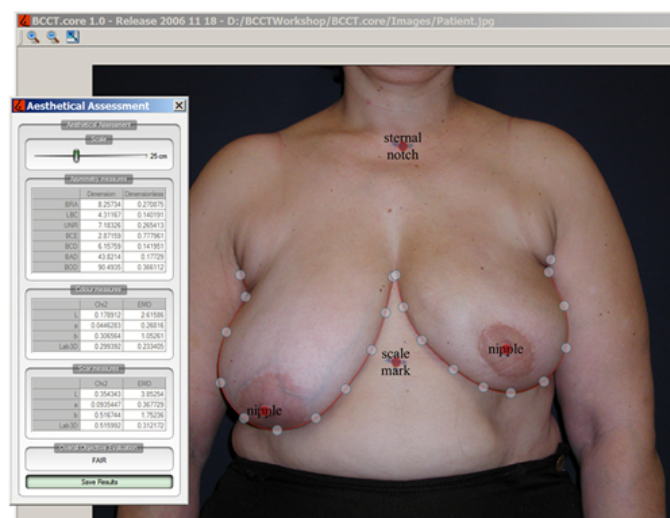 BCCT.core 1.0 - Release 2006 11 18 - D:/BCCTWorkshop/BCCT.core/Images/Patient.jpg
Aesthetical Assessment
Aesthetical Assessment
Scale
25 cm
Asymmetry measures
Dimension Dimensionless
BRA 8.25734 0.270875
LBC 4.31167 0.140191
UNR 7.18326 0.265413
BCE 2.87159 0.777961
BCD 6.15759 0.141951
BAD 43.8214 0.17729
BOD 90.4935 0.366112
Colour measures
Chi2 EMD
L 0.178912 2.61586
a 0.0446283 0.26816
b 0.306564 1.05261
Lab3D 0.299392 0.233405
Scar measures
Chi2 EMD
L 0.354343 3.85254
a 0.0935447 0.367729
b 0.516744 1.75236
Lab3D 0.515992 0.312172
Overall Objective Evaluation
FAIR
Save Results
sternal
notch
scale
mark
nipple
nipple